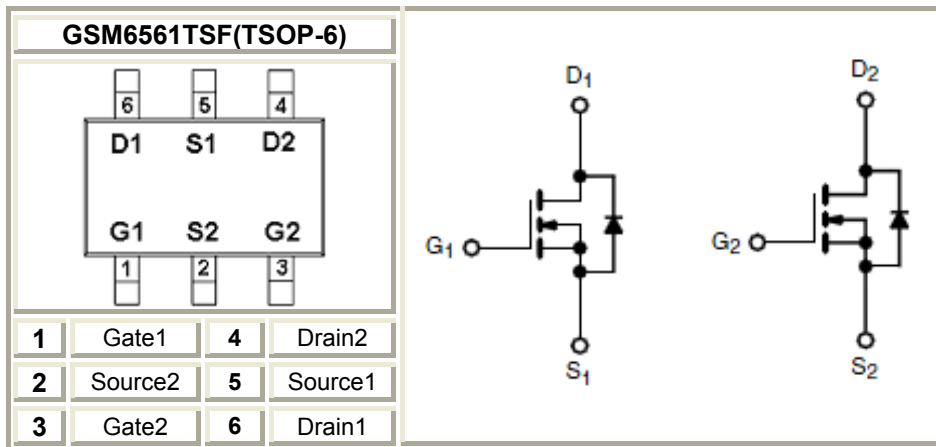 GSM6561TSF(TSOP-6)
6 5 4
D1 S1 D2
G1 S2 G2
1 2 3
1 Gate1 4 Drain2
2 Source2 5 Source1
3 Gate2 6 Drain1
D1
G1
S1
D2
G2
S2